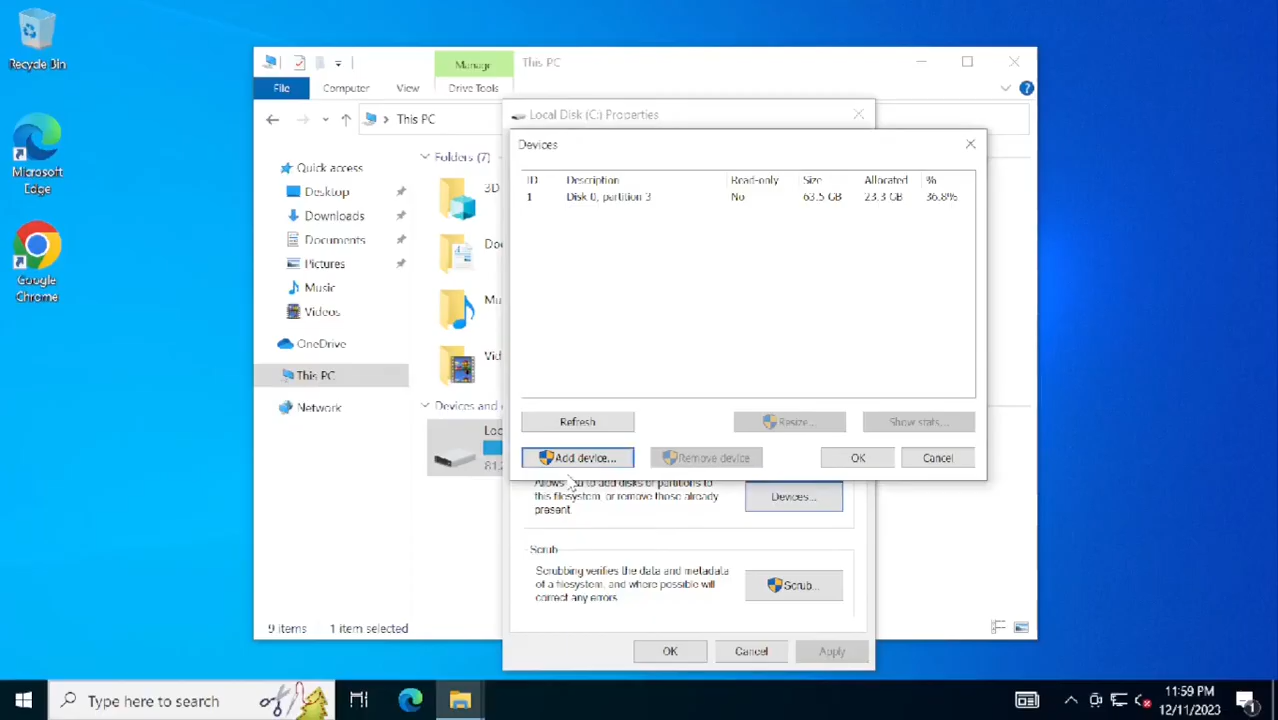 Recycle Bin
Microsoft
Edge
Google
Chrome
Manage
This PC
File
Computer
View
Drive Tools
This PC
Quick access
Desktop
Downloads
Documents
Pictures
Music
Videos
OneDrive
This PC
Network
Folders (7)
3D
Doc
Mu
Vid
Devices and
Loc
81,
9 items
1 item selected
Local Disk (C:) Properties
Devices
ID Description Read-only Size Allocated %
1 Disk 0, partition 3 No 63.5 GB 23.3 GB 36.8%
Refresh
Resize...
Show stats...
Add device...
Remove device
OK
Cancel
Allows you to add disks or partitions to
this filesystem, or remove those already
present.
Devices...
Scrub
Scrubbing verifies the data and metadata
of a filesystem, and where possible will
correct any errors.
Scrub...
OK
Cancel
Apply
Type here to search
11:59 PM
12/11/2023
1